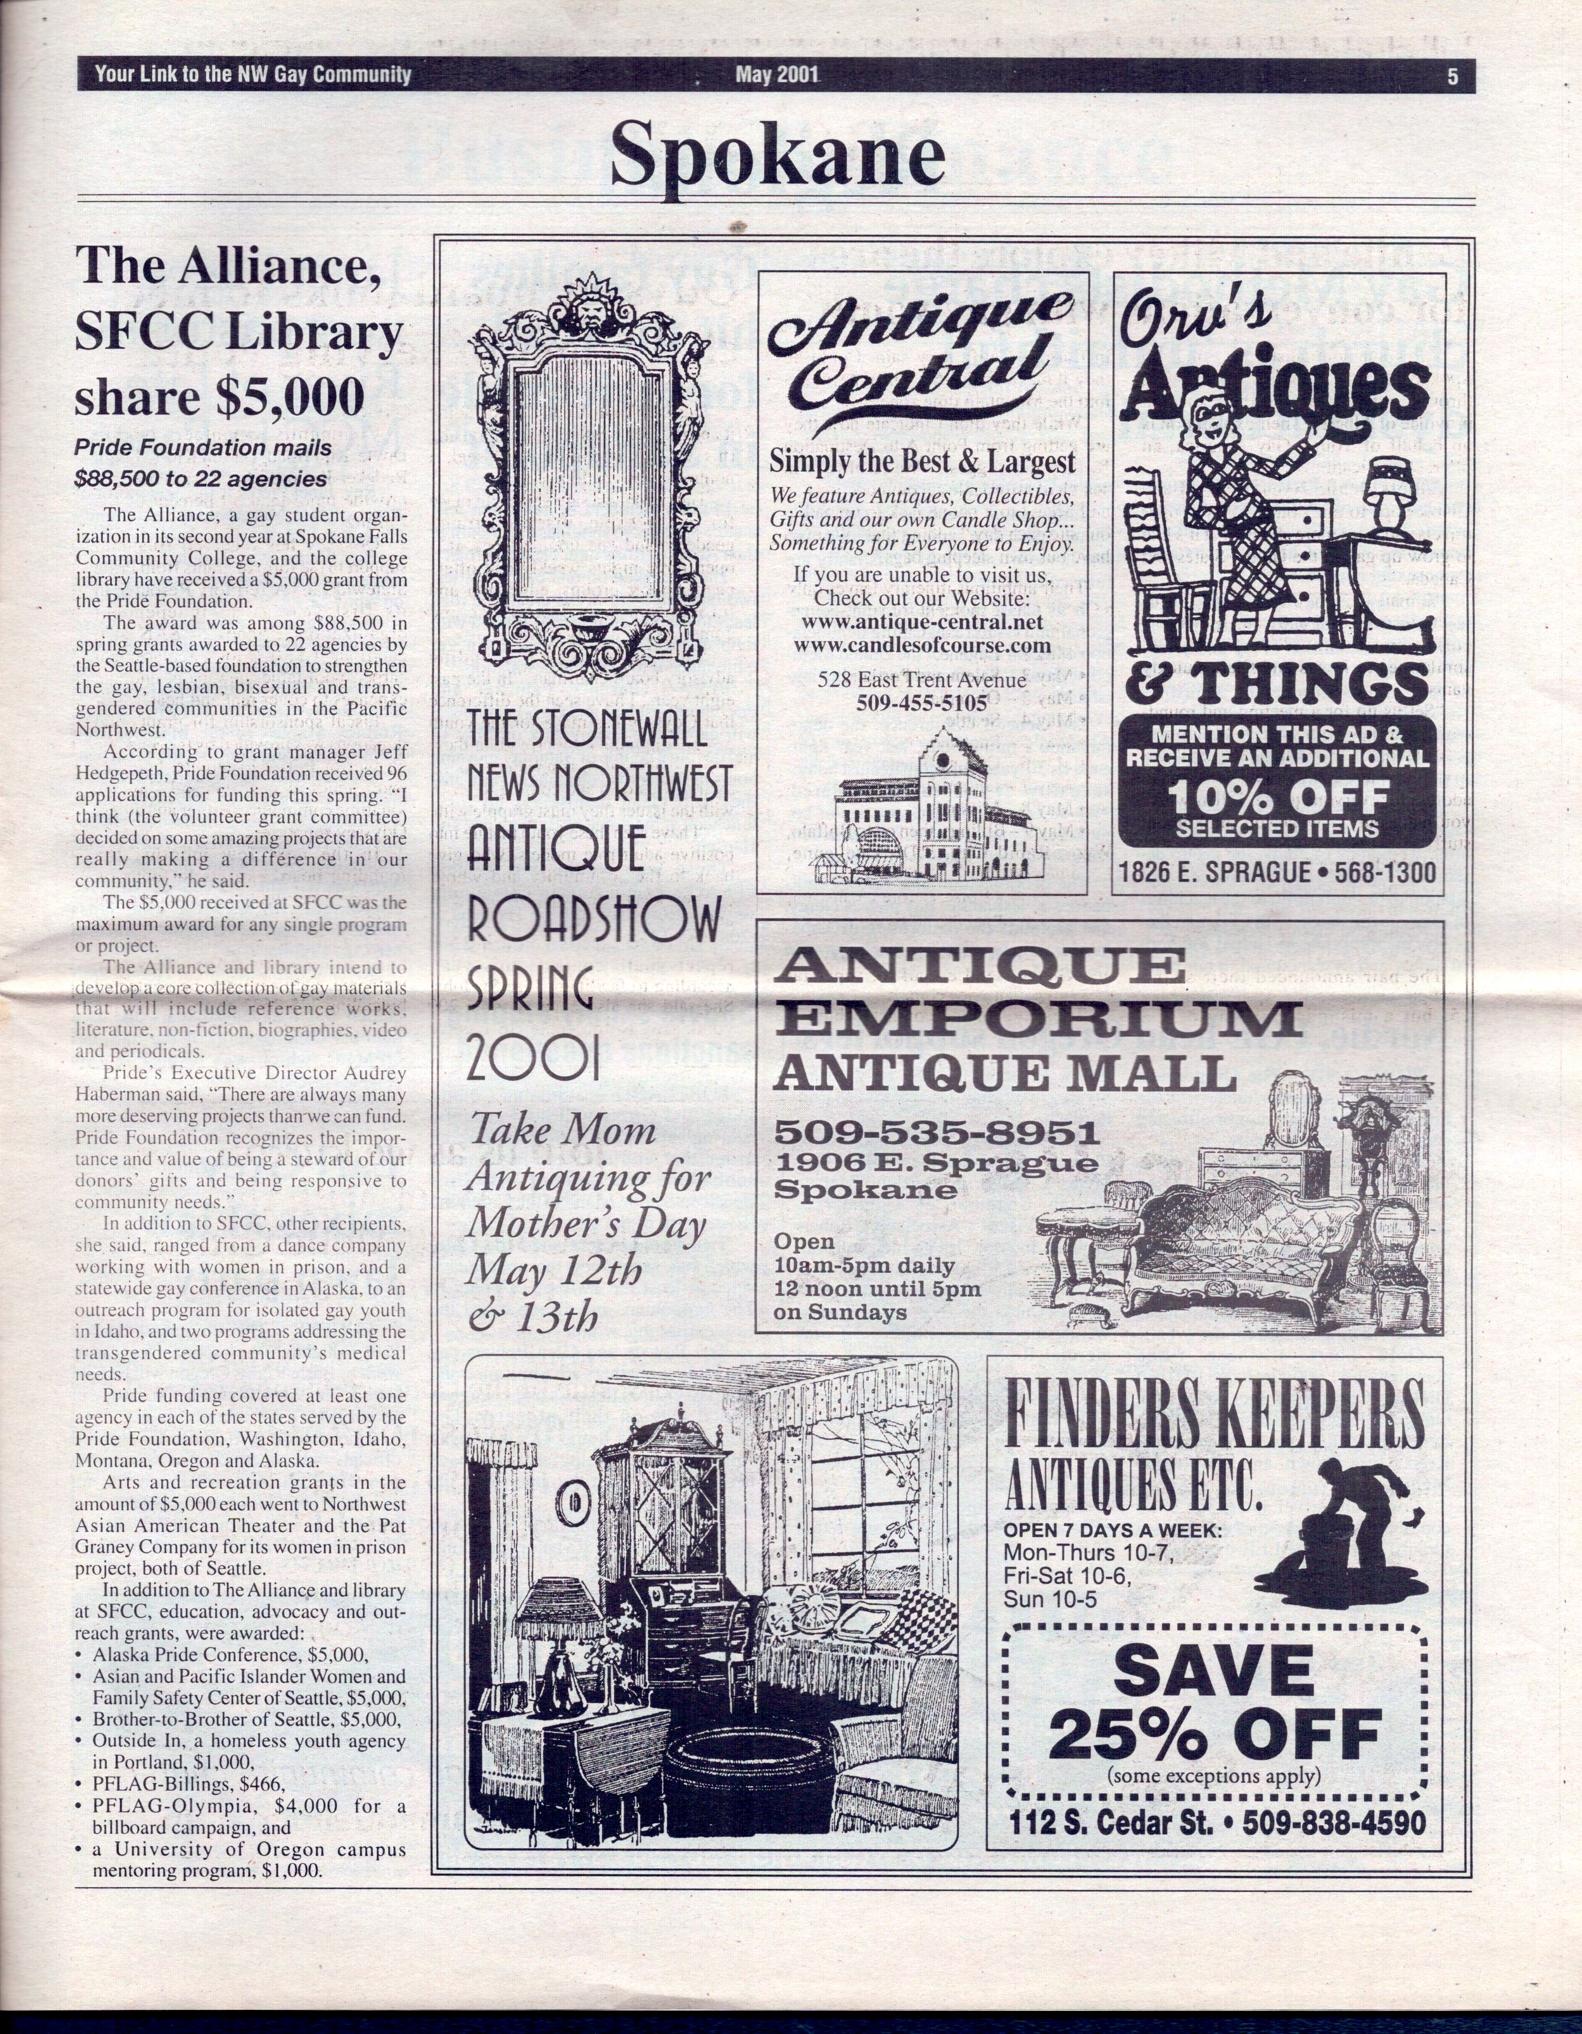 Your Link to the NW Gay Community
May 2001
5
Spokane
The Alliance,
SFCC Library
share $5,000
Pride Foundation mails
$88,500 to 22 agencies
The Alliance, a gay student organ-
ization in its second year at Spokane Falls
Community College, and the college
library have received a $5,000 grant from
the Pride Foundation.
The award was among $88,500 in
spring grants awarded to 22 agencies by
the Seattle-based foundation to strengthen
the gay, lesbian, bisexual and trans-
gendered communities in the Pacific
Northwest.
According to grant manager Jeff
Hedgepeth, Pride Foundation received 96
applications for funding this spring. “I
think (the volunteer grant committee)
decided on some amazing projects that are
really making a difference in our
community,” he said.
The $5,000 received at SFCC was the
maximum award for any single program
or project.
The Alliance and library intend to
develop a core collection of gay materials
that will include reference works,
literature, non-fiction, biographies, video
and periodicals.
Pride’s Executive Director Audrey
Haberman said, “There are always many
more deserving projects than we can fund.
Pride Foundation recognizes the impor-
tance and value of being a steward of our
donors’ gifts and being responsive to
community needs.”
In addition to SFCC, other recipients,
she said, ranged from a dance company
working with women in prison, and a
statewide gay conference in Alaska, to an
outreach program for isolated gay youth
in Idaho, and two programs addressing the
transgendered community’s medical
needs.
Pride funding covered at least one
agency in each of the states served by the
Pride Foundation, Washington, Idaho,
Montana, Oregon and Alaska.
Arts and recreation grants in the
amount of $5,000 each went to Northwest
Asian American Theater and the Pat
Graney Company for its women in prison
project, both of Seattle.
In addition to The Alliance and library
at SFCC, education, advocacy and out-
reach grants, were awarded:
• Alaska Pride Conference, $5,000,
• Asian and Pacific Islander Women and
Family Safety Center of Seattle, $5,000,
• Brother-to-Brother of Seattle, $5,000,
• Outside In, a homeless youth agency
in Portland, $1,000,
• PFLAG-Billings, $466,
• PFLAG-Olympia, $4,000 for a
billboard campaign, and
• a University of Oregon campus
mentoring program, $1,000.
THE STONEWALL
NEWS NORTHWEST
ANTIQUE
ROADSHOW
SPRING
2001
Take Mom
Antiquing for
Mother’s Day
May 12th
& 13th
Antique
Central
Simply the Best & Largest
We feature Antiques, Collectibles,
Gifts and our own Candle Shop...
Something for Everyone to Enjoy.
If you are unable to visit us,
Check out our Website:
www.antique-central.net
www.candlesofcourse.com
528 East Trent Avenue
509-455-5105
Orv's
Antiques
& THINGS
MENTION THIS AD &
RECEIVE AN ADDITIONAL
10% OFF
SELECTED ITEMS
1826 E. SPRAGUE • 568-1300
ANTIQUE
EMPORIUM
ANTIQUE MALL
509-535-8951
1906 E. Sprague
Spokane
Open
10am-5pm daily
12 noon until 5pm
on Sundays
FINDERS KEEPERS
ANTIQUES ETC.
OPEN 7 DAYS A WEEK:
Mon-Thurs 10-7,
Fri-Sat 10-6,
Sun 10-5
SAVE
25% OFF
(some exceptions apply)
112 S. Cedar St. • 509-838-4590